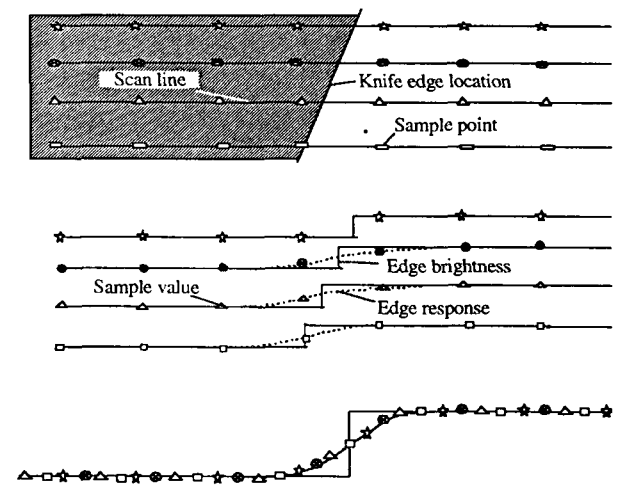 Scan line
Knife edge location
Sample point
Edge brightness
Sample value
Edge response